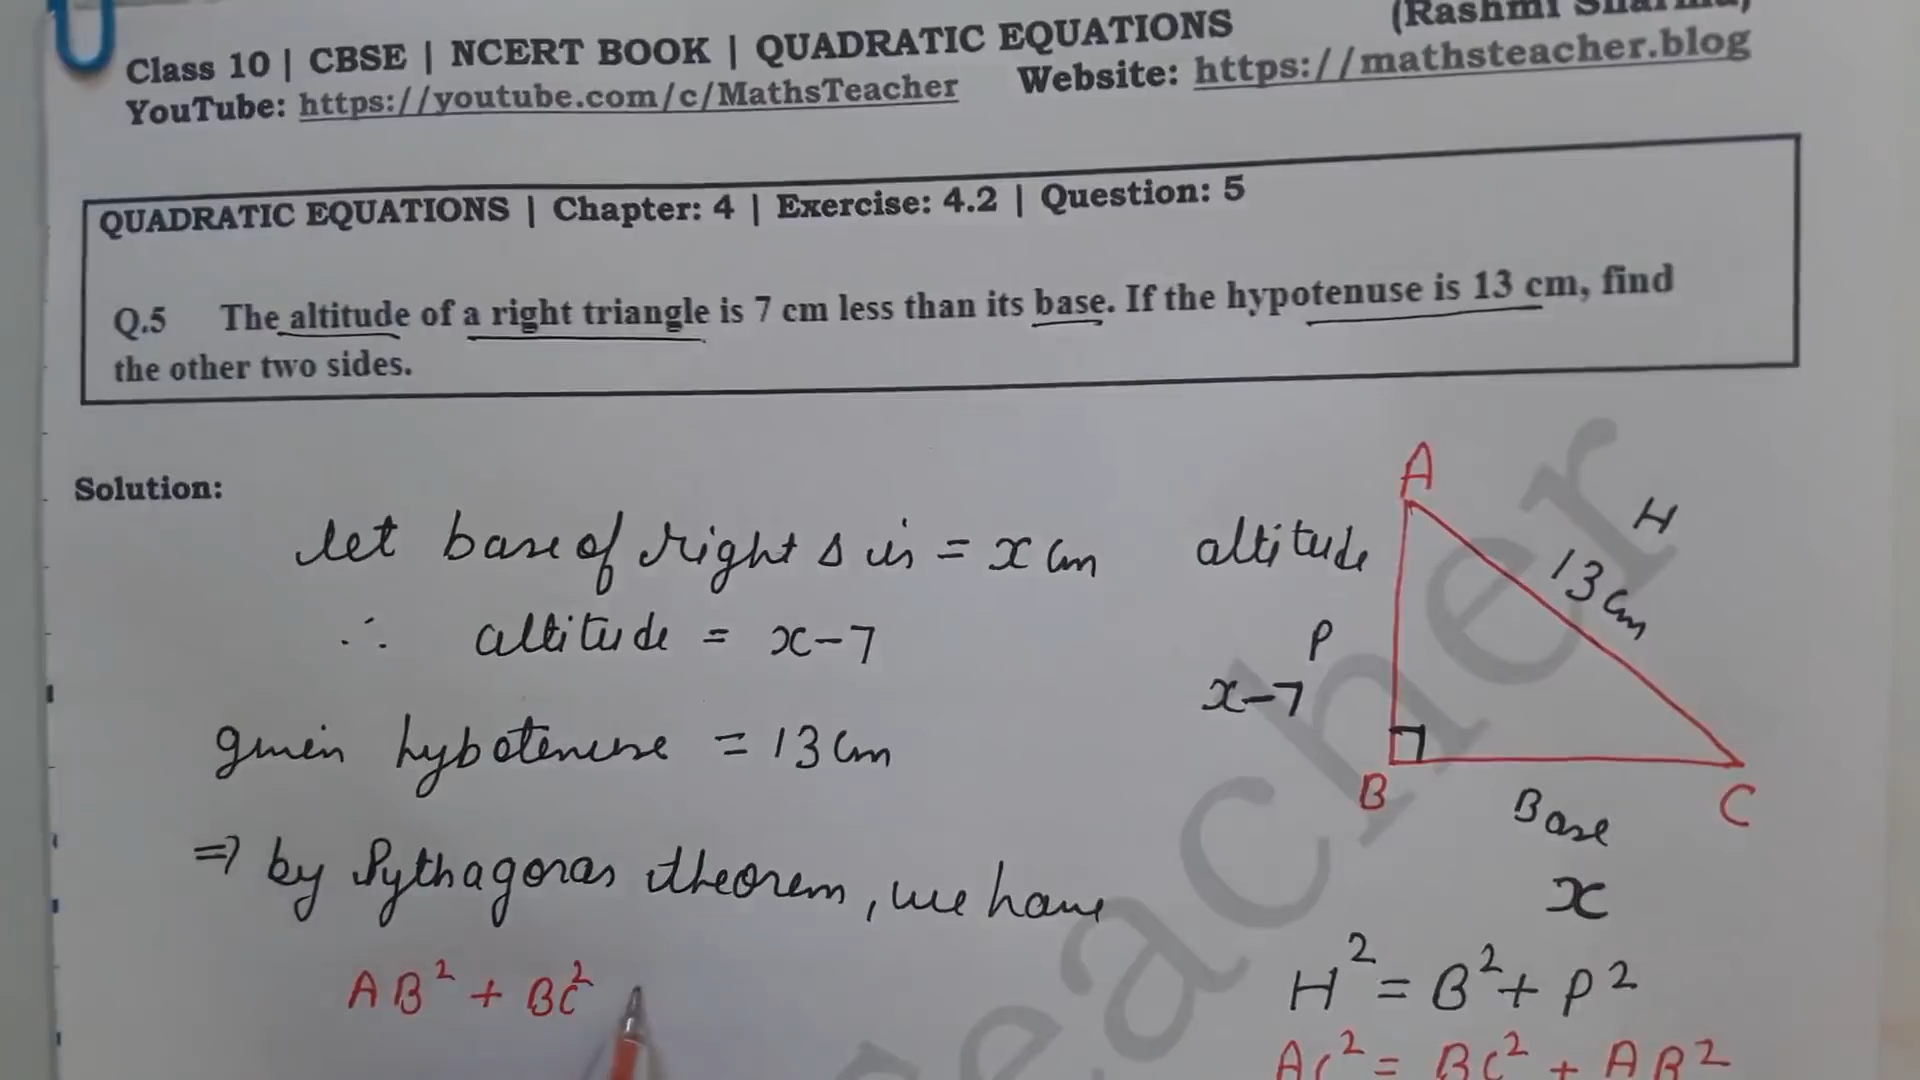 (Rashmi Sharma)
Class 10 | CBSE | NCERT BOOK | QUADRATIC EQUATIONS
YouTube: https://youtube.com/c/MathsTeacher Website: https://mathsteacher.blog
QUADRATIC EQUATIONS | Chapter: 4 | Exercise: 4.2 | Question: 5
Q.5 The altitude of a right triangle is 7 cm less than its base. If the hypotenuse is 13 cm, find
the other two sides.
Solution:
let base of right Δ is = x cm
∴ altitude = x-7
given hypotenuse = 13 cm
⇒ by Pythagoras theorem, we have
AB² + BC²
A
H
altitude
13 cm
P
x-7
B
C
Base
x
H² = B² + P²
AC² = BC² + AB²
eacher